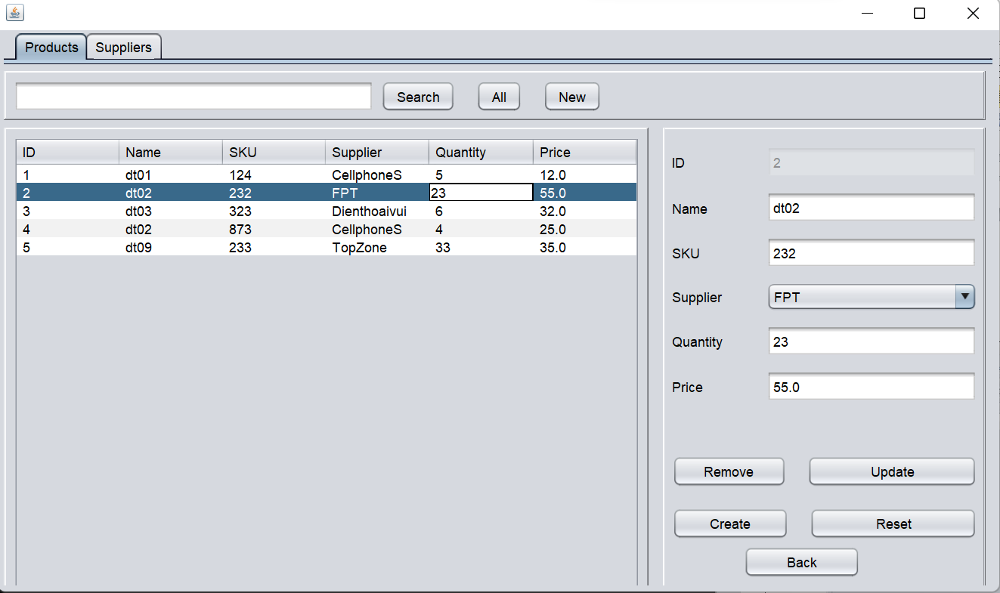 Products Suppliers
Search All New
ID Name SKU Supplier Quantity Price
1 dt01 124 CellphoneS 5 12.0
2 dt02 232 FPT 23 55.0
3 dt03 323 Dienthoaivui 6 32.0
4 dt02 873 CellphoneS 4 25.0
5 dt09 233 TopZone 33 35.0
ID 2
Name dt02
SKU 232
Supplier FPT
Quantity 23
Price 55.0
Remove Update
Create Reset
Back